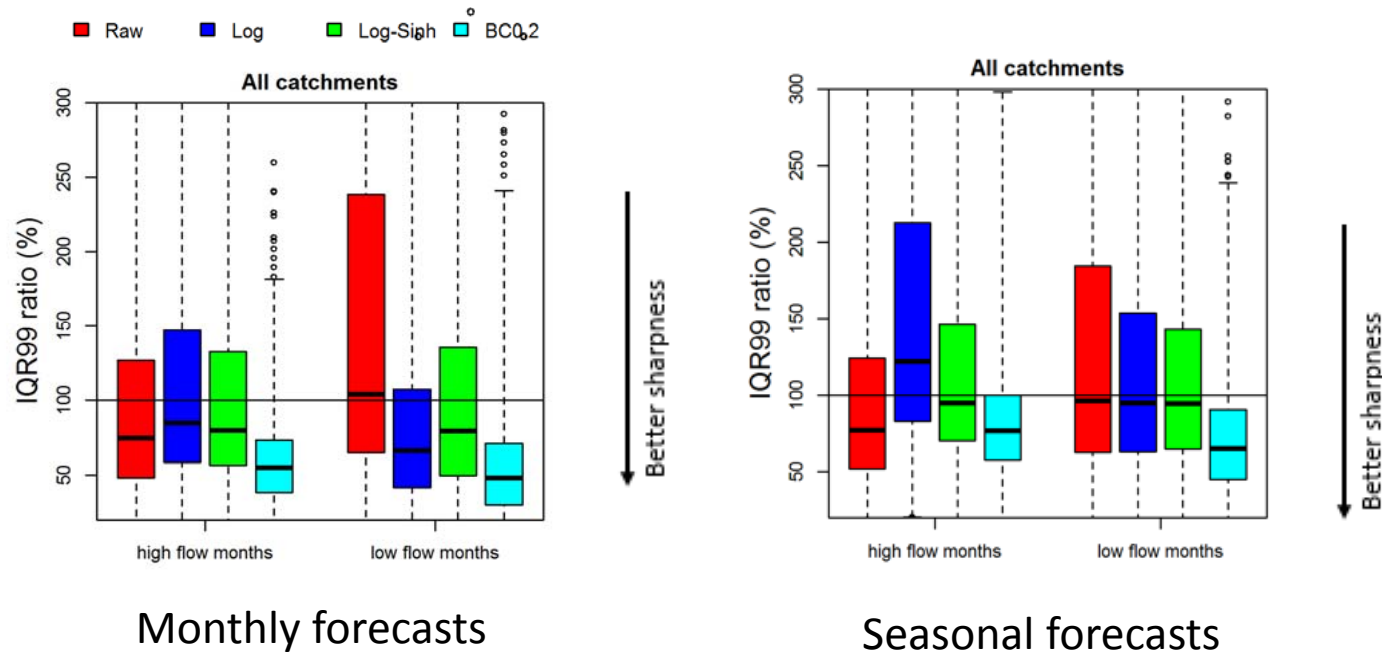 Raw Log Log-Sinh BC0.2
All catchments
IQR99 ratio (%)
300
250
200
150
100
50
high flow months low flow months
Better sharpness
Monthly forecasts
All catchments
IQR99 ratio (%)
300
250
200
150
100
50
high flow months low flow months
Better sharpness
Seasonal forecasts